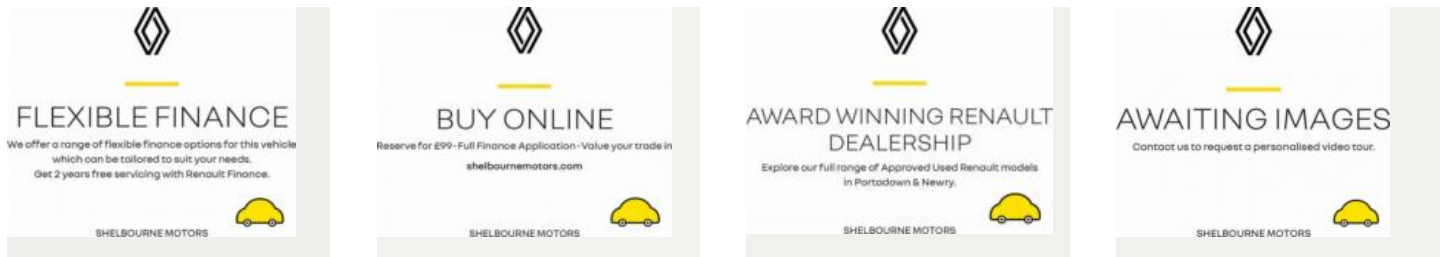 FLEXIBLE FINANCE
We offer a range of flexible finance options for this vehicle
which can be tailored to suit your needs.
Get 2 years free servicing with Renault Finance.
SHELBOURNE MOTORS
BUY ONLINE
Reserve for £99 - Full Finance Application - Value your trade in
shelbournemotors.com
SHELBOURNE MOTORS
AWARD WINNING RENAULT
DEALERSHIP
Explore our full range of Approved Used Renault models
in Portadown & Newry.
SHELBOURNE MOTORS
AWAITING IMAGES
Contact us to request a personalised video tour.
SHELBOURNE MOTORS